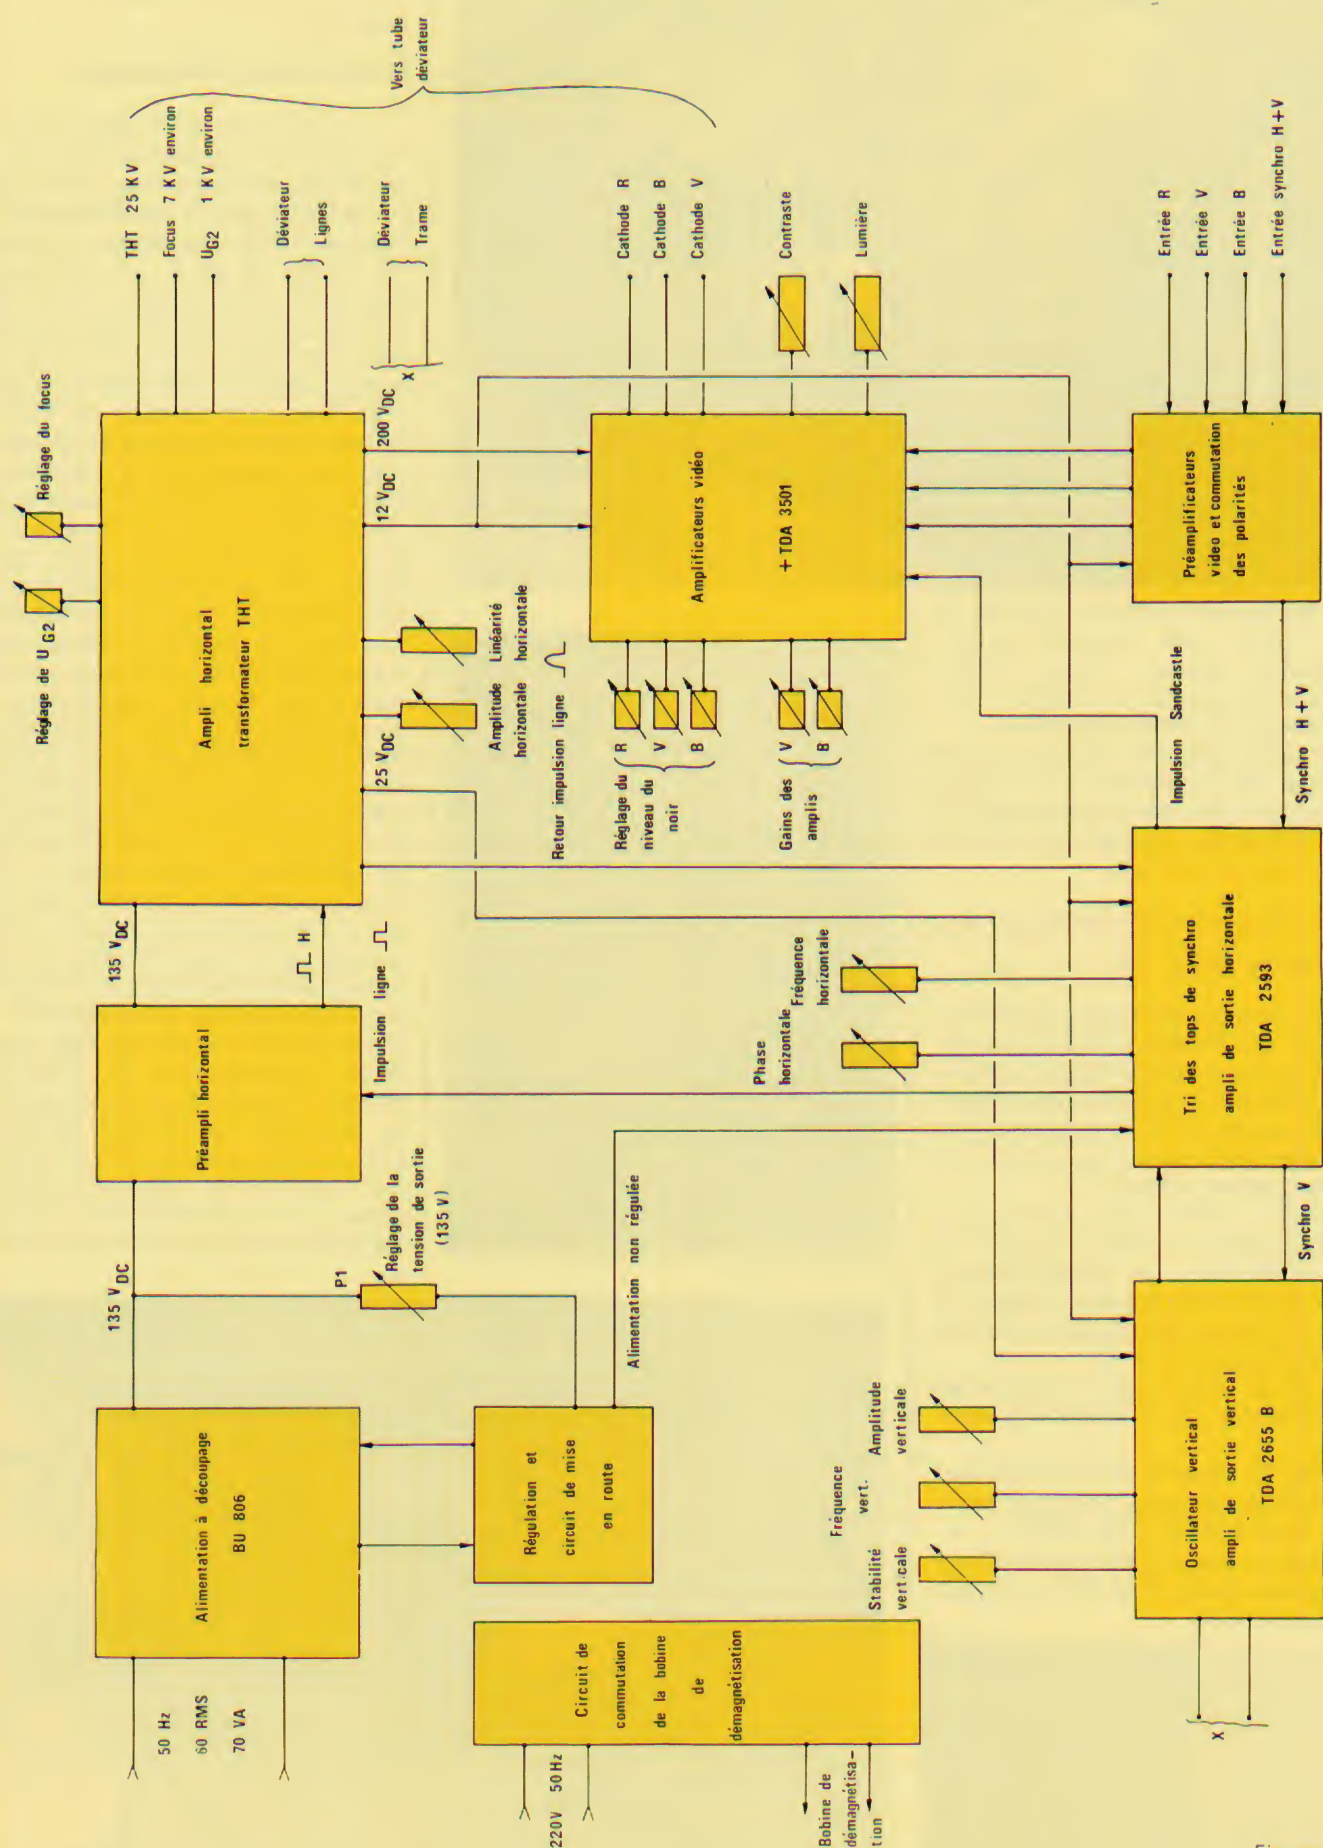 50 Hz
60 RMS
70 VA
Alimentation à découpage
BU 806
135 VDC
Préampli horizontal
135 VDC
H
Ampli horizontal
transformateur THT
Réglage de U G2
Réglage du focus
THT 25 KV
Focus 7 KV environ
UG2 1 KV environ
Déviateur
Lignes
Déviateur
Trame
X
Vers tube
déviateur
P1
Réglage de la
tension de sortie
(135 V)
Impulsion ligne
25 VDC
12 VDC
200 VDC
Amplitude
horizontale
Linéarité
horizontale
Retour impulsion ligne
220V 50Hz
Circuit de
commutation
de la bobine
de
démagnétisation
Bobine de
démagnétisa-
tion
Régulation et
circuit de mise
en route
Alimentation non régulée
Réglage du
niveau du
noir
R
V
B
Gains des
amplis
V
B
Amplificateurs vidéo
+ TDA 3501
Cathode R
Cathode B
Cathode V
Contraste
Lumière
Stabilité
verticale
Fréquence
vert.
Amplitude
verticale
Phase
horizontale
Fréquence
horizontale
X
Oscillateur vertical
ampli de sortie vertical
TDA 2655 B
Synchro V
Tri des tops de synchro
ampli de sortie horizontale
TDA 2593
Impulsion Sandcastle
Synchro H+V
Préamplificateurs
video et commutation
des polarités
Entrée R
Entrée V
Entrée B
Entrée synchro H+V